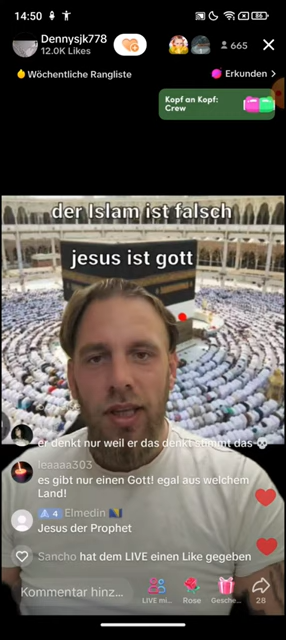 14:50
86
Dennysjk778
12.0K Likes
665
Wöchentliche Rangliste
Erkunden >
Kopf an Kopf:
Crew
der Islam ist falsch
jesus ist gott
er denkt nur weil er das denkt stimmt das💀
leaaaa303
es gibt nur einen Gott! egal aus welchem
Land!
4 Elmedin 🇧🇦
Jesus der Prophet
Sancho hat dem LIVE einen Like gegeben
Kommentar hinz...
LIVE mi...
Rose
Gesche...
28